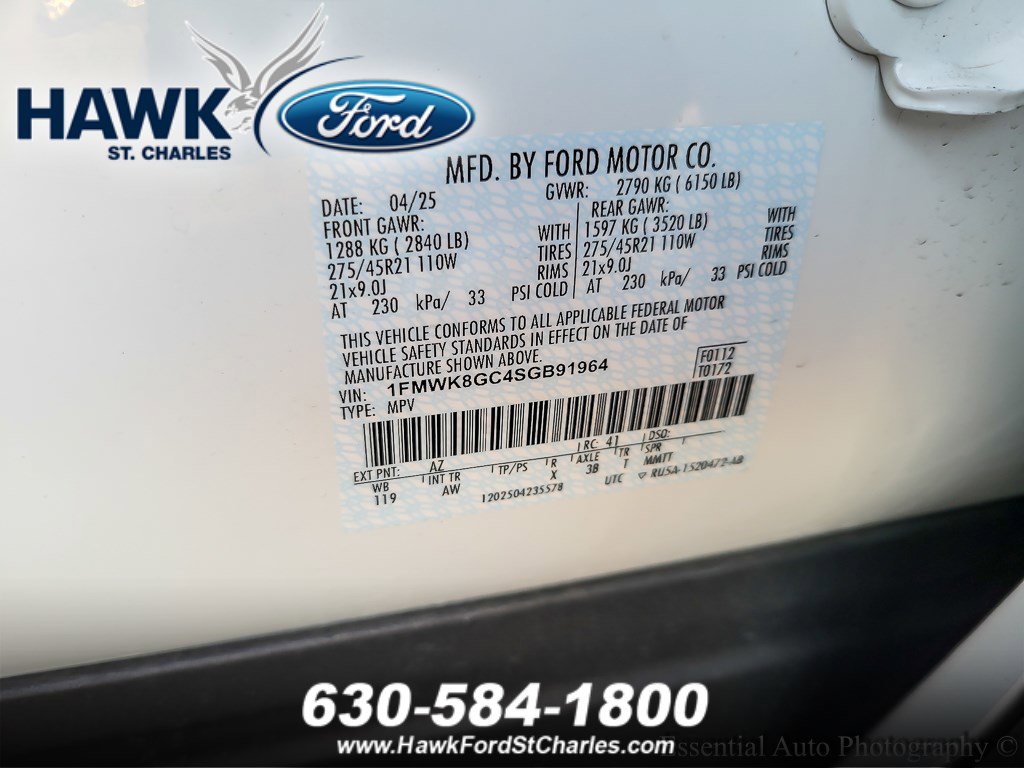 HAWK Ford
ST. CHARLES
MFD. BY FORD MOTOR CO.
DATE: 04/25 GVWR: 2790 KG ( 6150 LB)
FRONT GAWR: REAR GAWR:
1288 KG ( 2840 LB) WITH 1597 KG ( 3520 LB) WITH
275/45R21 110W TIRES 275/45R21 110W TIRES
21x9.0J RIMS 21x9.0J RIMS
AT 230 kPa/ 33 PSI COLD AT 230 kPa/ 33 PSI COLD
THIS VEHICLE CONFORMS TO ALL APPLICABLE FEDERAL MOTOR
VEHICLE SAFETY STANDARDS IN EFFECT ON THE DATE OF
MANUFACTURE SHOWN ABOVE.
VIN: 1FMWK8GC4SGB91964 F0112
TYPE: MPV T0172
EXT PNT: AZ RC: 41 DSO:
WB INT TR TP/PS R AXLE TR SPR
119 AW X 3B T MMTT
1202504235578 UTC ▽ RU5A-1520472-AB
630-584-1800
www.HawkFordStCharles.com
Essential Auto Photography ©